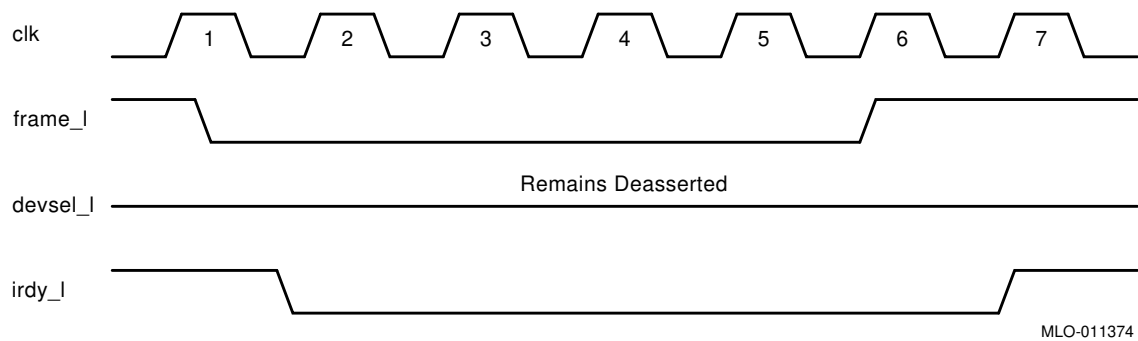 clk 1 2 3 4 5 6 7
frame_l
Remains Deasserted
devsel_l
irdy_l
MLO-011374